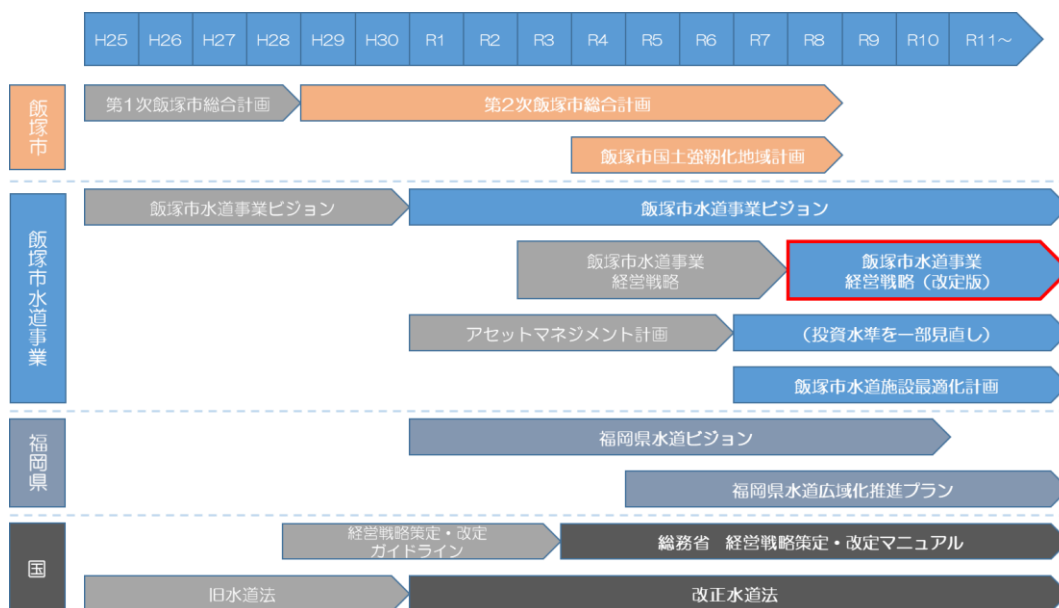 H25 H26 H27 H28 H29 H30 R1 R2 R3 R4 R5 R6 R7 R8 R9 R10 R11～
飯塚市
第1次飯塚市総合計画
第2次飯塚市総合計画
飯塚市国土強靭化地域計画
飯塚市水道事業
飯塚市水道事業ビジョン
飯塚市水道事業ビジョン
飯塚市水道事業
経営戦略
飯塚市水道事業
経営戦略（改定版）
アセットマネジメント計画
（投資水準を一部見直し）
飯塚市水道施設最適化計画
福岡県
福岡県水道ビジョン
福岡県水道広域化推進プラン
国
経営戦略策定・改定
ガイドライン
総務省　経営戦略策定・改定マニュアル
旧水道法
改正水道法